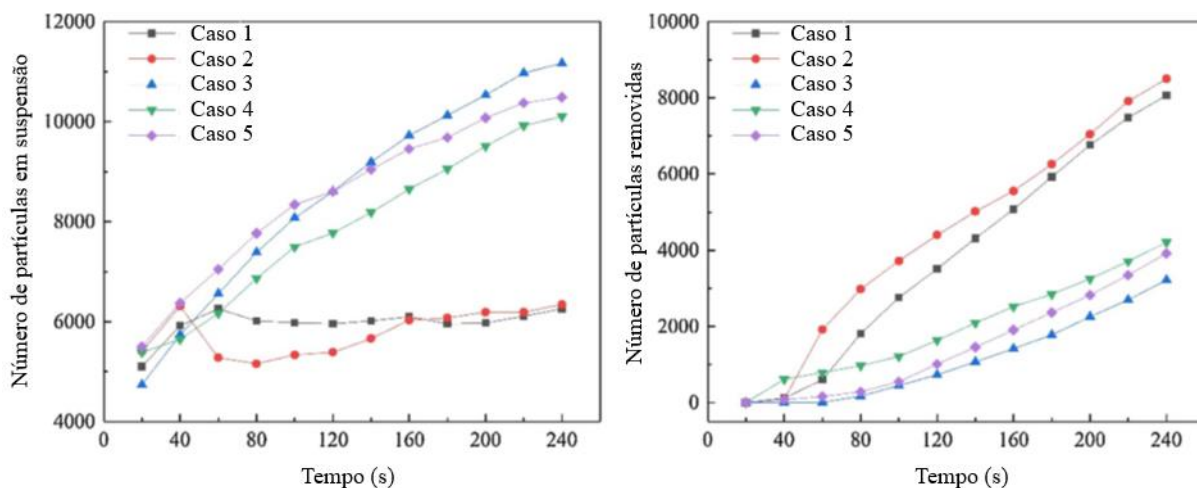 Número de partículas em suspensão
12000
10000
8000
6000
4000
Caso 1
Caso 2
Caso 3
Caso 4
Caso 5
0 40 80 120 160 200 240
Tempo (s)
Número de partículas removidas
8000
6000
4000
2000
0
Caso 1
Caso 2
Caso 3
Caso 4
Caso 5
0 40 80 120 160 200 240
Tempo (s)